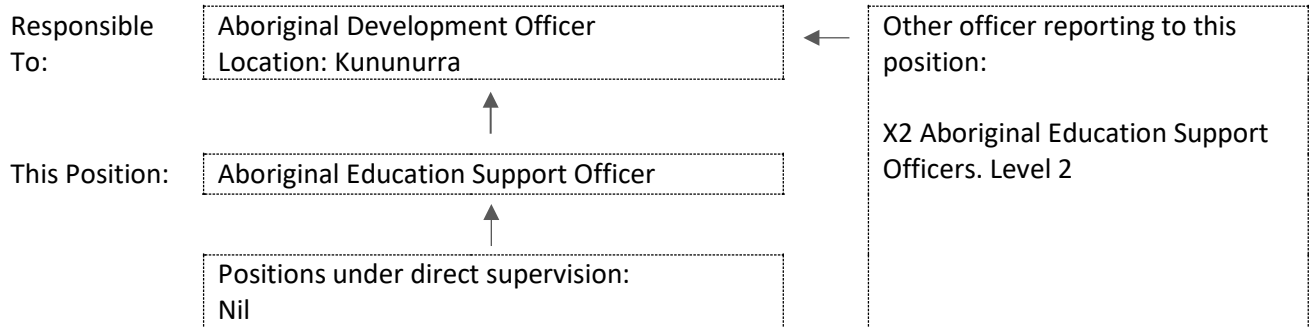 Responsible
To:
Aboriginal Development Officer
Location: Kununurra
Other officer reporting to this
position:
X2 Aboriginal Education Support
Officers. Level 2
This Position:
Aboriginal Education Support Officer
Positions under direct supervision:
Nil